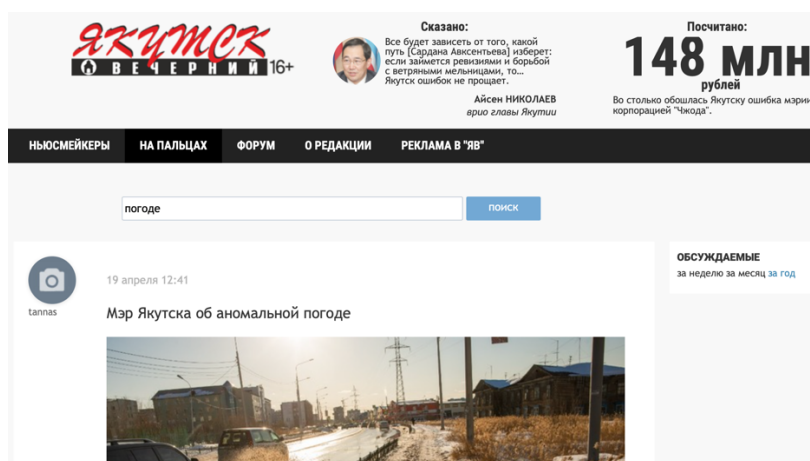 ЯКУТСК
ВЕЧЕРНИЙ 16+
Сказано:
Все будет зависеть от того, какой
путь [Сардана Авксентьева] изберет:
если займется ревизиями и борьбой
с ветряными мельницами, то...
Якутск ошибок не прощает.
Айсен НИКОЛАЕВ
врио главы Якутии
Посчитано:
148 млн
рублей
Во столько обошлась Якутску ошибка мэрии
корпорацией "Чжода".
НЬЮСМЕЙКЕРЫ НА ПАЛЬЦАХ ФОРУМ О РЕДАКЦИИ РЕКЛАМА В "ЯВ"
погоде ПОИСК
19 апреля 12:41
tannas
Мэр Якутска об аномальной погоде
ОБСУЖДАЕМЫЕ
за неделю за месяц за год